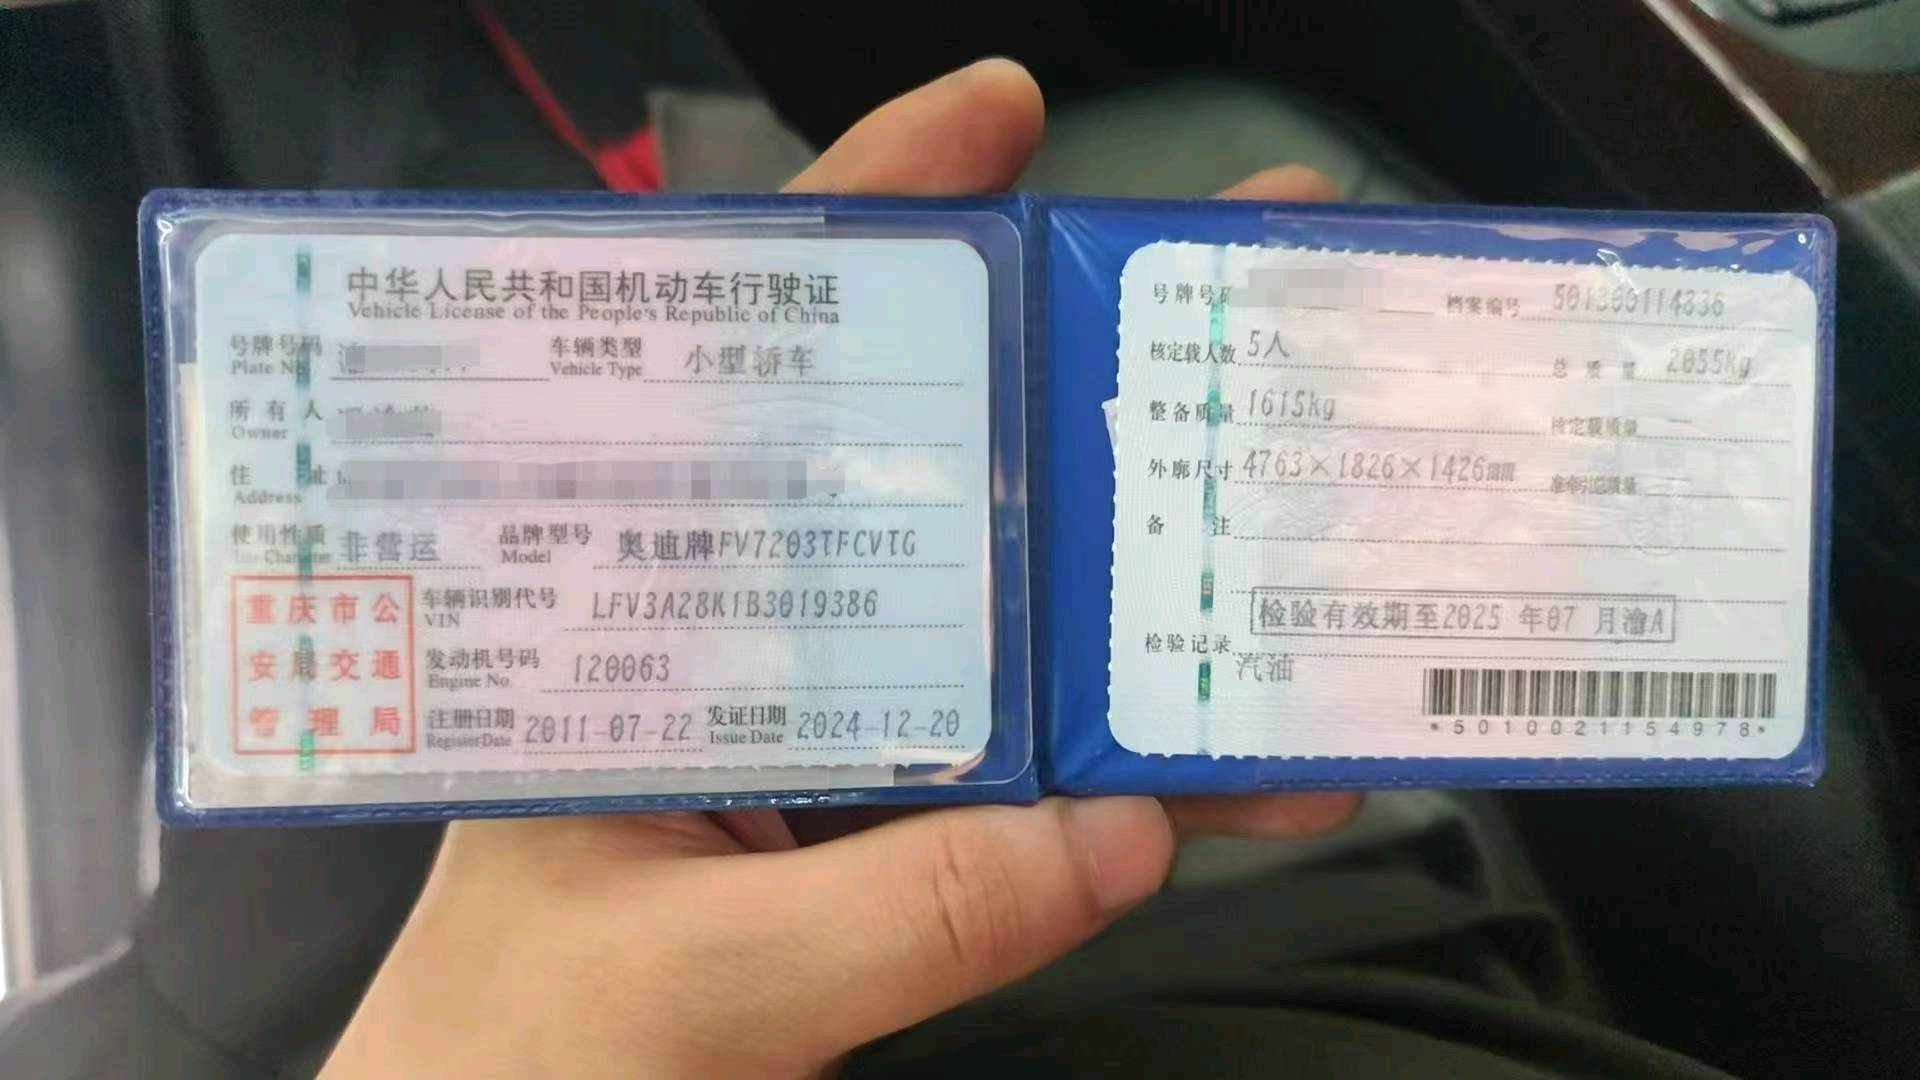 中华人民共和国机动车行驶证
Vehicle License of the People's Republic of China
号牌号码 车辆类型 小型轿车
Plate No. Vehicle Type
所有人
Owner
住址
Address
使用性质 非营运 品牌型号 奥迪牌FV7203TFCVTG
Use Character Model
重庆市公
安局交通
管理局
车辆识别代号 LFV3A28K1B3019386
VIN
发动机号码 120063
Engine No.
注册日期 2011-07-22 发证日期 2024-12-20
Register Date Issue Date
号牌号码 档案编号 501300114836
核定载人数 5人 总质量 2055kg
整备质量 1615kg 核定载质量 --
外廓尺寸 4763×1826×1426mm 准牵引总质量 --
备注
检验有效期至2025年07月渝A
检验记录
汽油
*5010021154978*